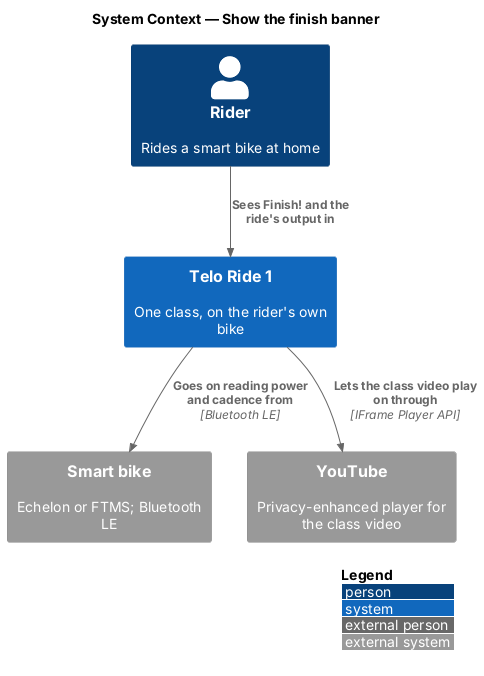 System Context — Show the finish banner
Rider
Rides a smart bike at home
Sees Finish! and the
ride's output in
Telo Ride 1
One class, on the rider's own
bike
Goes on reading power
and cadence from
[Bluetooth LE]
Lets the class video play
on through
[IFrame Player API]
Smart bike
Echelon or FTMS; Bluetooth
LE
YouTube
Privacy-enhanced player for
the class video
Legend
person
system
external person
external system